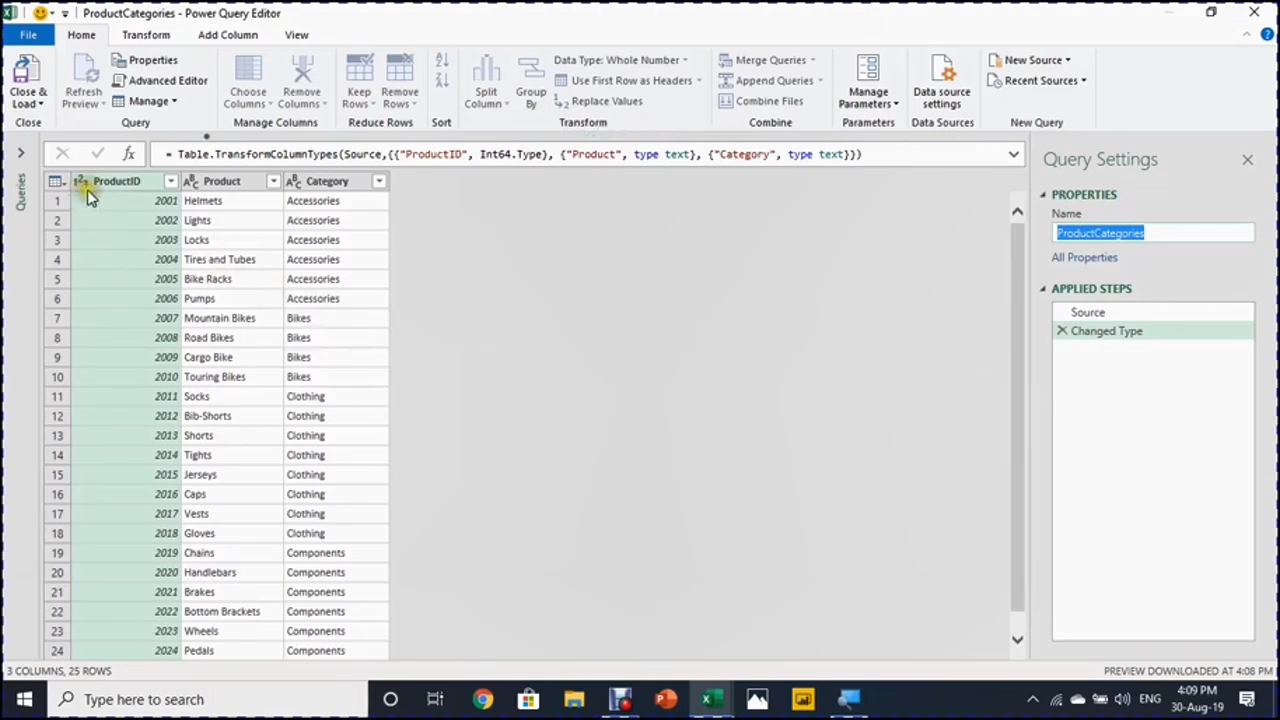 ProductCategories - Power Query Editor
File Home Transform Add Column View
Close & Load
Refresh Preview
Properties
Advanced Editor
Manage
Choose Columns
Remove Columns
Keep Rows
Remove Rows
Split Column
Group By
Data Type: Whole Number
Use First Row as Headers
Replace Values
Merge Queries
Append Queries
Combine Files
Manage Parameters
Data source settings
New Source
Recent Sources
Close Query Manage Columns Reduce Rows Sort Transform Combine Parameters Data Sources New Query
fx = Table.TransformColumnTypes(Source,{{"ProductID", Int64.Type}, {"Product", type text}, {"Category", type text}})
Queries
ProductID Product Category
1 2001 Helmets Accessories
2 2002 Lights Accessories
3 2003 Locks Accessories
4 2004 Tires and Tubes Accessories
5 2005 Bike Racks Accessories
6 2006 Pumps Accessories
7 2007 Mountain Bikes Bikes
8 2008 Road Bikes Bikes
9 2009 Cargo Bike Bikes
10 2010 Touring Bikes Bikes
11 2011 Socks Clothing
12 2012 Bib-Shorts Clothing
13 2013 Shorts Clothing
14 2014 Tights Clothing
15 2015 Jerseys Clothing
16 2016 Caps Clothing
17 2017 Vests Clothing
18 2018 Gloves Clothing
19 2019 Chains Components
20 2020 Handlebars Components
21 2021 Brakes Components
22 2022 Bottom Brackets Components
23 2023 Wheels Components
24 2024 Pedals Components
Query Settings
PROPERTIES
Name
ProductCategories
All Properties
APPLIED STEPS
Source
Changed Type
3 COLUMNS, 25 ROWS
PREVIEW DOWNLOADED AT 4:08 PM
Type here to search
ENG
4:09 PM
30-Aug-19